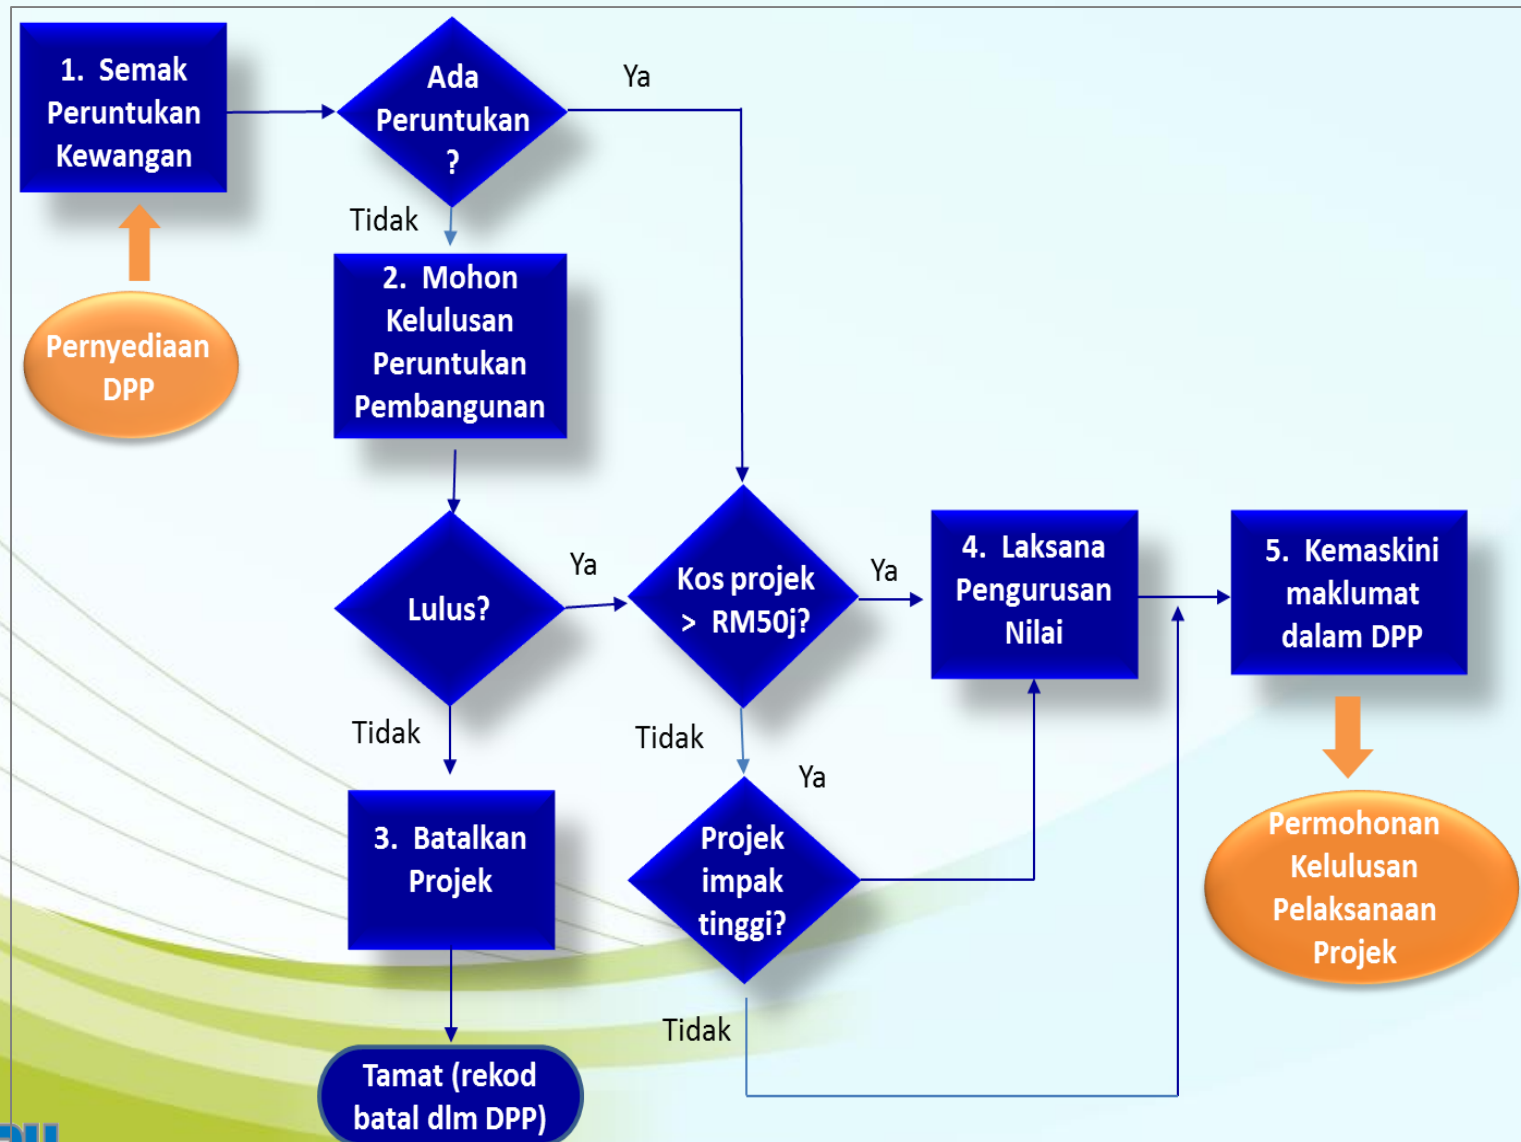 1. Semak
Peruntukan
Kewangan
Ada
Peruntukan
?
Ya
Tidak
Pernyediaan
DPP
2. Mohon
Kelulusan
Peruntukan
Pembangunan
Lulus?
Ya
Kos projek
> RM50j?
Ya
4. Laksana
Pengurusan
Nilai
5. Kemaskini
maklumat
dalam DPP
Tidak
Tidak
Ya
3. Batalkan
Projek
Projek
impak
tinggi?
Permohonan
Kelulusan
Pelaksanaan
Projek
Tidak
Tamat (rekod
batal dlm DPP)